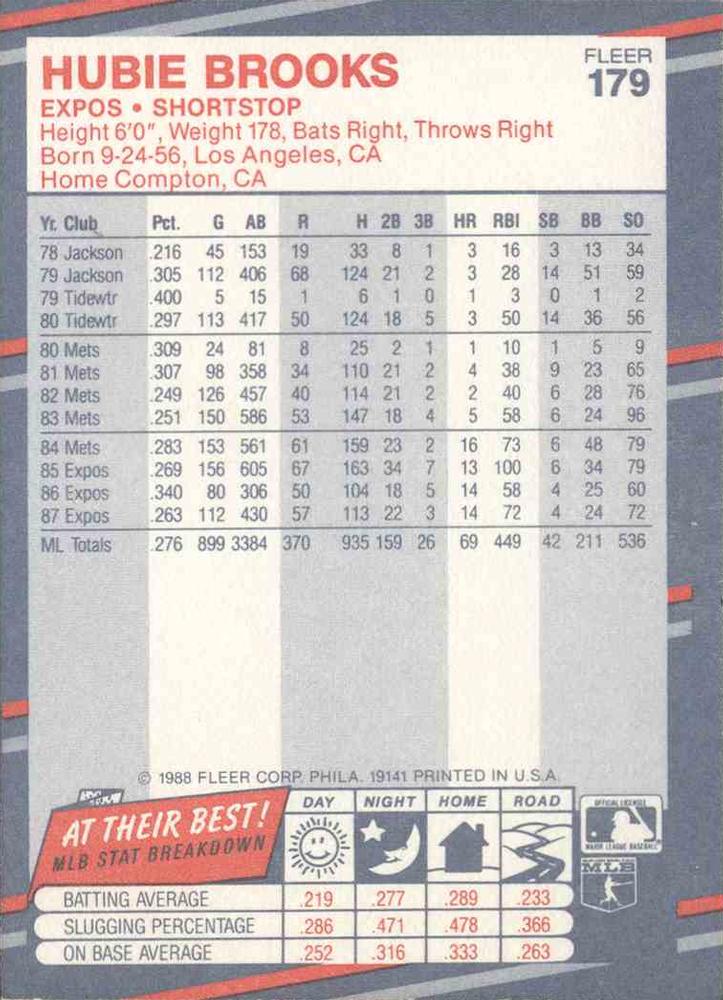 HUBIE BROOKS
FLEER
179
EXPOS • SHORTSTOP
Height 6'0", Weight 178, Bats Right, Throws Right
Born 9-24-56, Los Angeles, CA
Home Compton, CA
Yr. Club Pct. G AB R H 2B 3B HR RBI SB BB SO
78 Jackson .216 45 153 19 33 8 1 3 16 3 13 34
79 Jackson .305 112 406 68 124 21 2 3 28 14 51 59
79 Tidewtr .400 5 15 1 6 1 0 1 3 0 1 2
80 Tidewtr .297 113 417 50 124 18 5 3 50 14 36 56
80 Mets .309 24 81 8 25 2 1 1 10 1 5 9
81 Mets .307 98 358 34 110 21 2 4 38 9 23 65
82 Mets .249 126 457 40 114 21 2 2 40 6 28 76
83 Mets .251 150 586 53 147 18 4 5 58 6 24 96
84 Mets .283 153 561 61 159 23 2 16 73 6 48 79
85 Expos .269 156 605 67 163 34 7 13 100 6 34 79
86 Expos .340 80 306 50 104 18 5 14 58 4 25 60
87 Expos .263 112 430 57 113 22 3 14 72 4 24 72
ML Totals .276 899 3384 370 935 159 26 69 449 42 211 536
© 1988 FLEER CORP. PHILA. 19141 PRINTED IN U.S.A.
AT THEIR BEST!
MLB STAT BREAKDOWN
DAY NIGHT HOME ROAD
OFFICIAL LICENSEE
MAJOR LEAGUE BASEBALL
MLB
BATTING AVERAGE .219 .277 .289 .233
SLUGGING PERCENTAGE .286 .471 .478 .366
ON BASE AVERAGE .252 .316 .333 .263